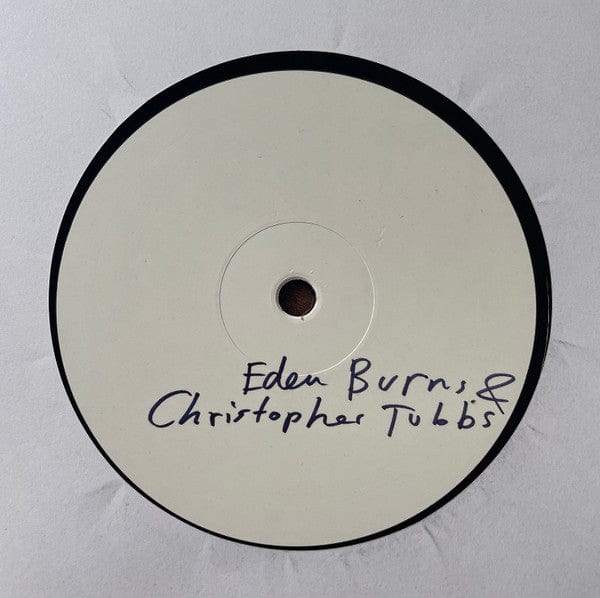 Eden Burns &
Christopher Tubbs